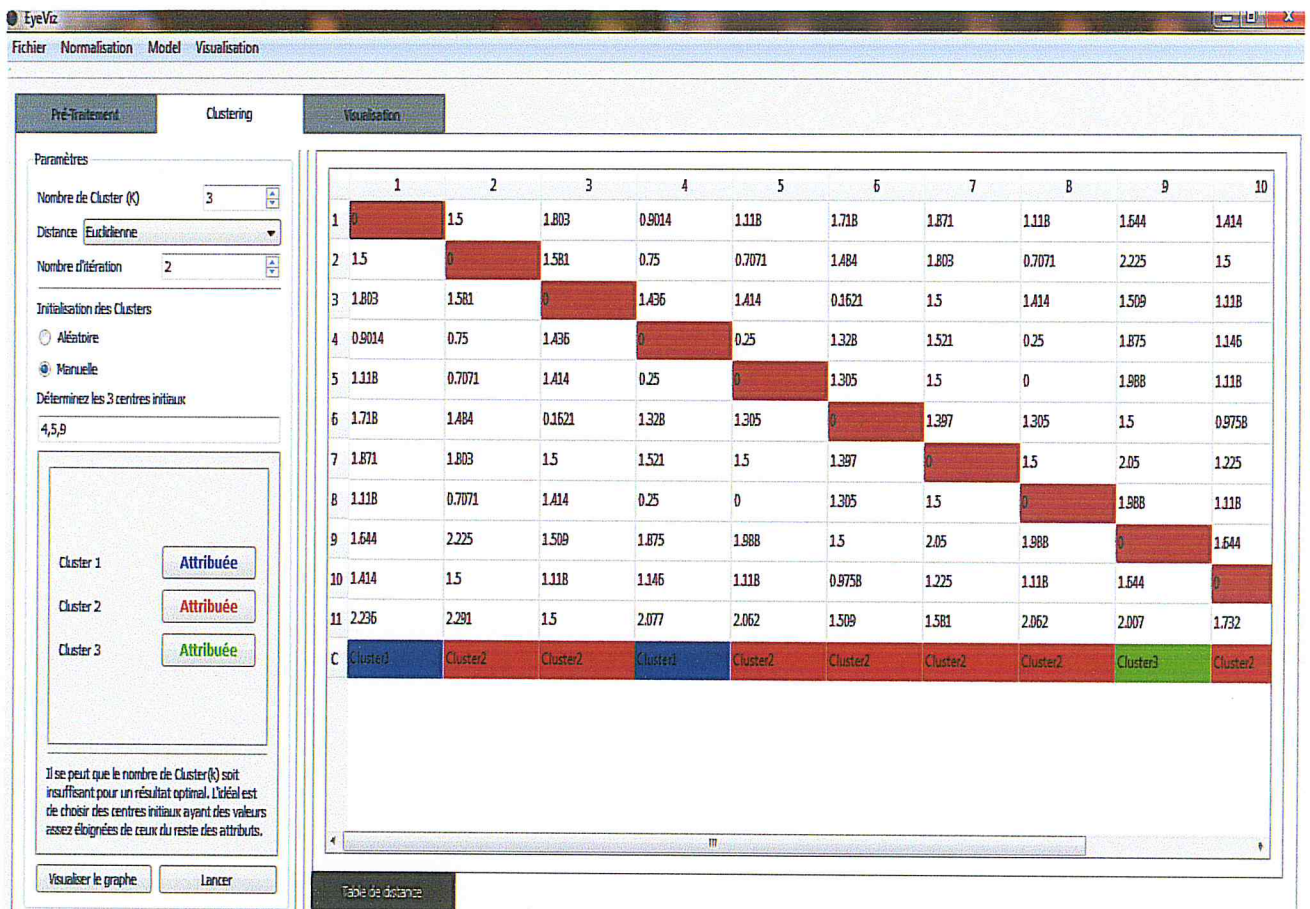 EyeViz
Fichier Normalisation Model Visualisation
Pré-Traitement Clustering Visualisation
Paramètres
Nombre de Cluster (K) 3
Distance Euclidienne
Nombre d'itération 2
Initialisation des Clusters
Aléatoire
Manuelle
Déterminez les 3 centres initiaux
4,5,9
Cluster 1 Attribuée
Cluster 2 Attribuée
Cluster 3 Attribuée
Il se peut que le nombre de Cluster(k) soit
insuffisant pour un résultat optimal. L'idéal est
de choisir des centres initiaux ayant des valeurs
assez éloignées de ceux du reste des attributs.
Visualiser le graphe Lancer
1 2 3 4 5 6 7 8 9 10
1 0 1.5 1.803 0.9014 1.118 1.718 1.871 1.118 1.644 1.414
2 1.5 0 1.581 0.75 0.7071 1.484 1.803 0.7071 2.225 1.5
3 1.803 1.581 0 1.436 1.414 0.1621 1.5 1.414 1.509 1.118
4 0.9014 0.75 1.436 0 0.25 1.328 1.521 0.25 1.875 1.146
5 1.118 0.7071 1.414 0.25 0 1.305 1.5 0 1.988 1.118
6 1.718 1.484 0.1621 1.328 1.305 0 1.397 1.305 1.5 0.9758
7 1.871 1.803 1.5 1.521 1.5 1.397 0 1.5 2.05 1.225
8 1.118 0.7071 1.414 0.25 0 1.305 1.5 0 1.988 1.118
9 1.644 2.225 1.509 1.875 1.988 1.5 2.05 1.988 0 1.644
10 1.414 1.5 1.118 1.146 1.118 0.9758 1.225 1.118 1.644 0
11 2.236 2.291 1.5 2.077 2.062 1.509 1.581 2.062 2.007 1.732
C Cluster2 Cluster2 Cluster2 Cluster2 Cluster2 Cluster2 Cluster3 Cluster2
Table de distance